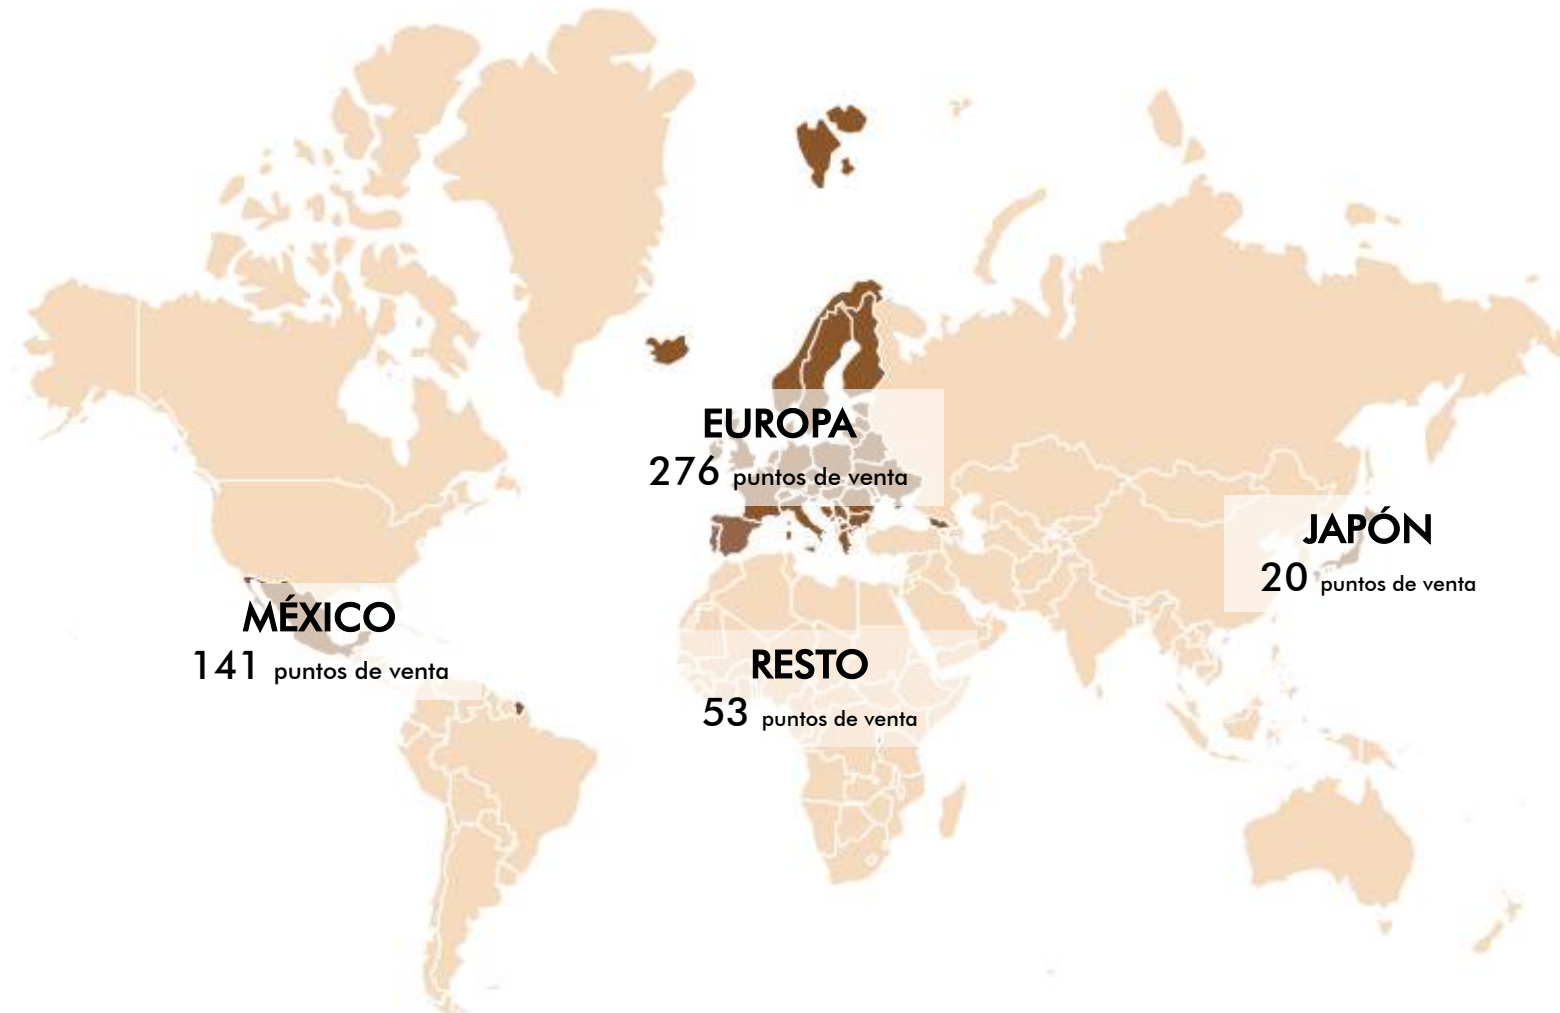 EUROPA
276 puntos de venta
JAPÓN
20 puntos de venta
MÉXICO
141 puntos de venta
RESTO
53 puntos de venta